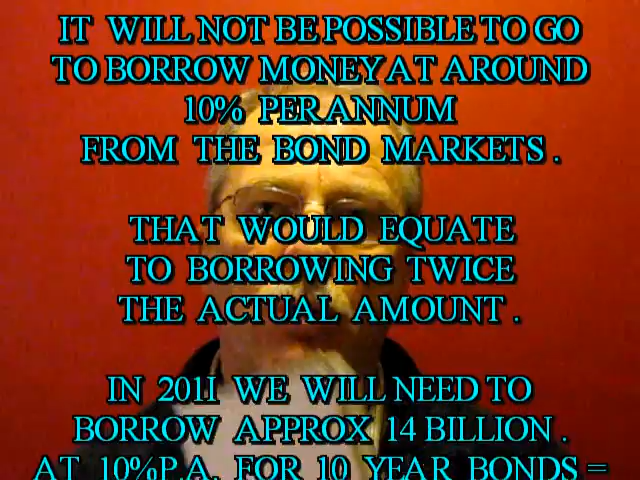 IT WILL NOT BE POSSIBLE TO GO
TO BORROW MONEY AT AROUND
10% PER ANNUM
FROM THE BOND MARKETS .
THAT WOULD EQUATE
TO BORROWING TWICE
THE ACTUAL AMOUNT .
IN 201I WE WILL NEED TO
BORROW APPROX 14 BILLION .
AT 10%P.A. FOR 10 YEAR BONDS =